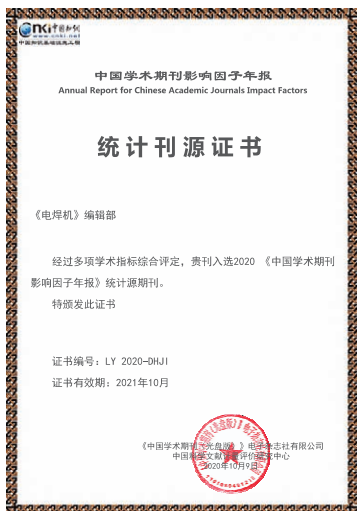 cnki中国知网
www.cnki.net
中国知识基础设施工程
中国学术期刊影响因子年报
Annual Report for Chinese Academic Journals Impact Factors
统计刊源证书
《电焊机》编辑部
经过多项学术指标综合评定，贵刊入选2020 《中国学术期刊
影响因子年报》统计源期刊。
特颁发此证书
证书编号：LY 2020-DHJI
证书有效期：2021年10月
《中国学术期刊（光盘版）》电子杂志社有限公司
中国科学文献计量评价研究中心
2020年10月9日